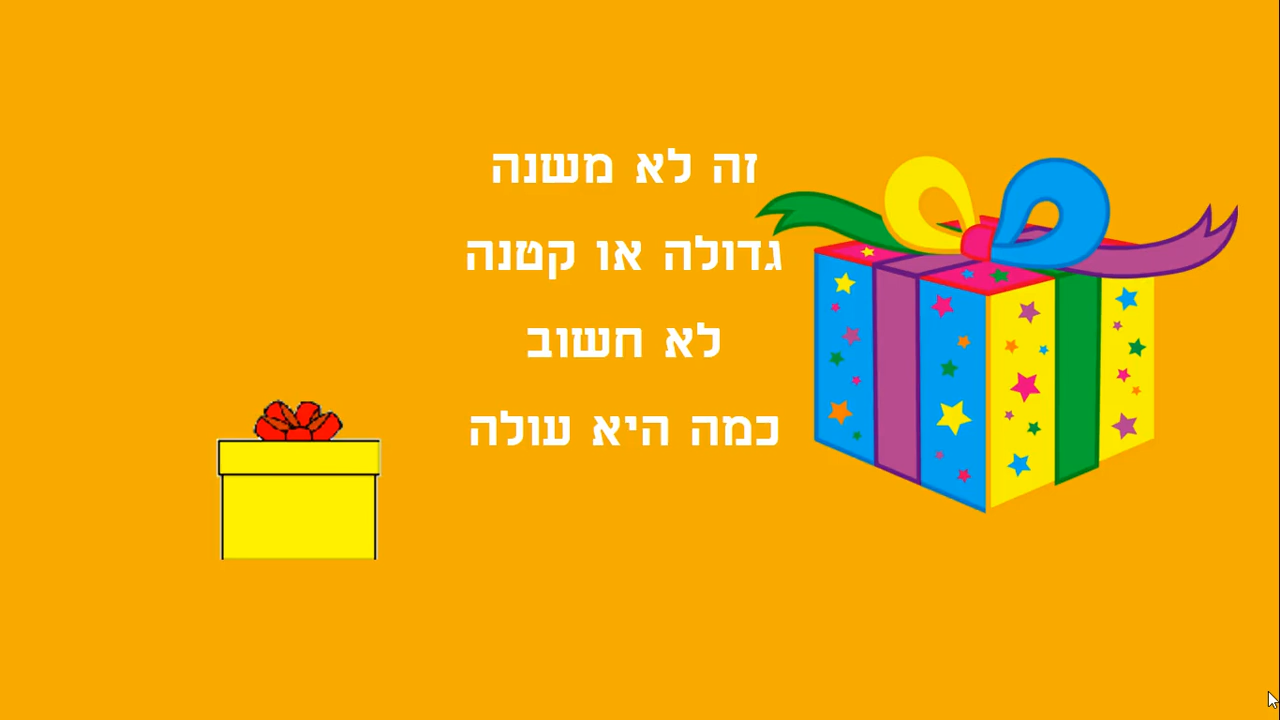 זה לא משנה
גדולה או קטנה
לא חשוב
כמה היא עולה